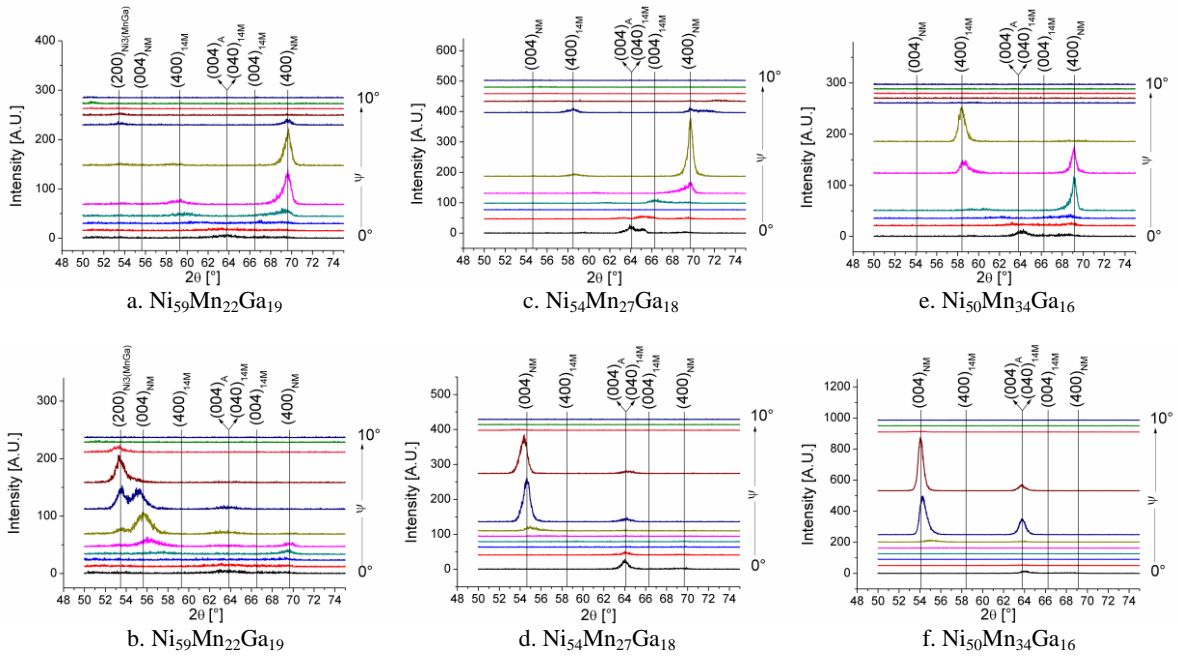 (200)Ni3(MnGa)
(004)NM
(400)14M
(004)A
(040)14M
(004)14M
(400)NM
400
300
200
100
0
Intensity [A.U.]
10°
ψ
0°
48 50 52 54 56 58 60 62 64 66 68 70 72 74
2θ [°]
a. Ni59Mn22Ga19
(004)NM
(400)14M
(004)A
(040)14M
(004)14M
(400)NM
600
500
400
300
200
100
0
Intensity [A.U.]
10°
ψ
0°
48 50 52 54 56 58 60 62 64 66 68 70 72 74
2θ [°]
c. Ni54Mn27Ga18
(004)NM
(400)14M
(004)A
(040)14M
(004)14M
(400)NM
400
300
200
100
0
Intensity [A.U.]
10°
ψ
0°
48 50 52 54 56 58 60 62 64 66 68 70 72 74
2θ [°]
e. Ni50Mn34Ga16
(200)Ni3(MnGa)
(004)NM
(400)14M
(004)A
(040)14M
(004)14M
(400)NM
300
200
100
0
Intensity [A.U.]
10°
ψ
0°
48 50 52 54 56 58 60 62 64 66 68 70 72 74
2θ [°]
b. Ni59Mn22Ga19
(004)NM
(400)14M
(004)A
(040)14M
(004)14M
(400)NM
500
400
300
200
100
0
Intensity [A.U.]
10°
ψ
0°
48 50 52 54 56 58 60 62 64 66 68 70 72 74
2θ [°]
d. Ni54Mn27Ga18
(004)NM
(400)14M
(004)A
(040)14M
(004)14M
(400)NM
1200
1000
800
600
400
200
0
Intensity [A.U.]
10°
ψ
0°
48 50 52 54 56 58 60 62 64 66 68 70 72 74
2θ [°]
f. Ni50Mn34Ga16